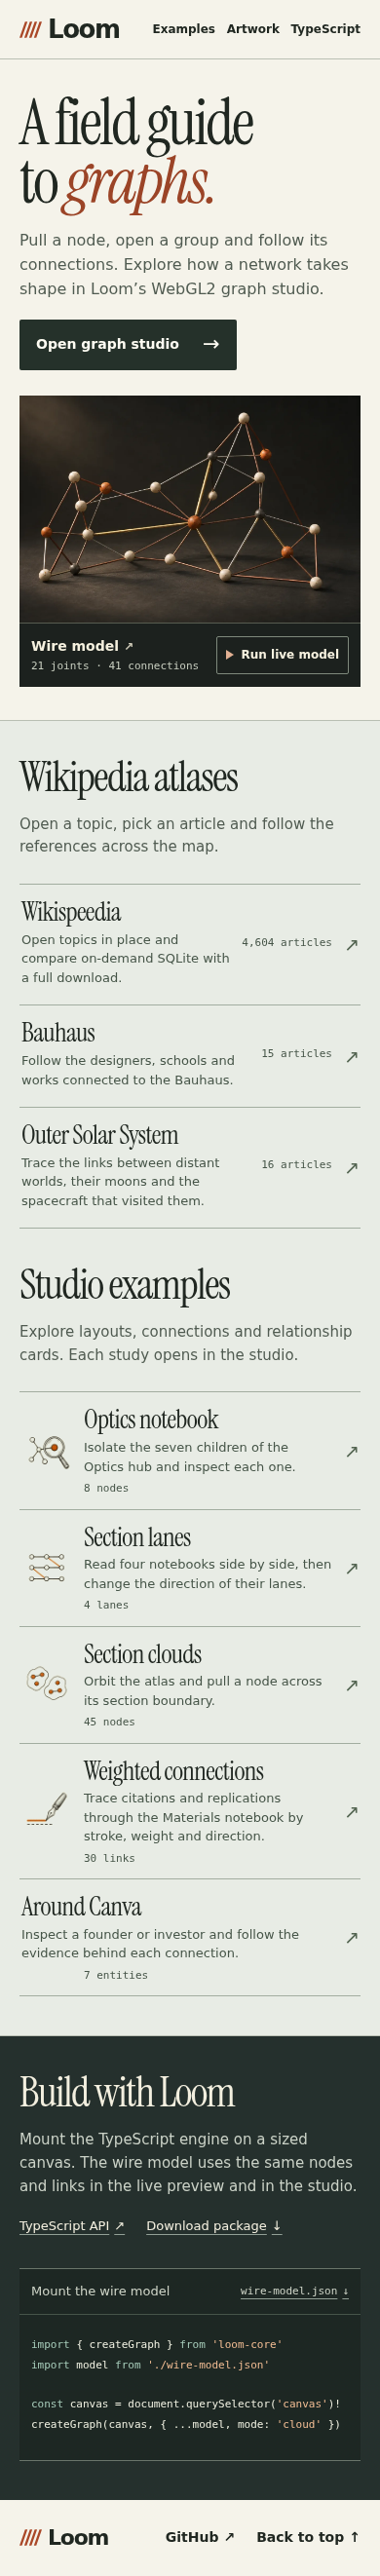 Loom
Examples Artwork TypeScript
A field guide
to graphs.
Pull a node, open a group and follow its
connections. Explore how a network takes
shape in Loom’s WebGL2 graph studio.
Open graph studio →
Wire model ↗
21 joints · 41 connections
▶ Run live model
Wikipedia atlases
Open a topic, pick an article and follow the
references across the map.
Wikispeedia
Open topics in place and
compare on-demand SQLite with
a full download.
4,604 articles ↗
Bauhaus
Follow the designers, schools and
works connected to the Bauhaus.
15 articles ↗
Outer Solar System
Trace the links between distant
worlds, their moons and the
spacecraft that visited them.
16 articles ↗
Studio examples
Explore layouts, connections and relationship
cards. Each study opens in the studio.
Optics notebook
Isolate the seven children of the
Optics hub and inspect each one.
8 nodes
↗
Section lanes
Read four notebooks side by side, then
change the direction of their lanes.
4 lanes
↗
Section clouds
Orbit the atlas and pull a node across
its section boundary.
45 nodes
↗
Weighted connections
Trace citations and replications
through the Materials notebook by
stroke, weight and direction.
30 links
↗
Around Canva
Inspect a founder or investor and follow the
evidence behind each connection.
7 entities
↗
Build with Loom
Mount the TypeScript engine on a sized
canvas. The wire model uses the same nodes
and links in the live preview and in the studio.
TypeScript API ↗ Download package ↓
Mount the wire model
wire-model.json ↓
import { createGraph } from 'loom-core'
import model from './wire-model.json'
const canvas = document.querySelector('canvas')!
createGraph(canvas, { ...model, mode: 'cloud' })
Loom
GitHub ↗ Back to top ↑